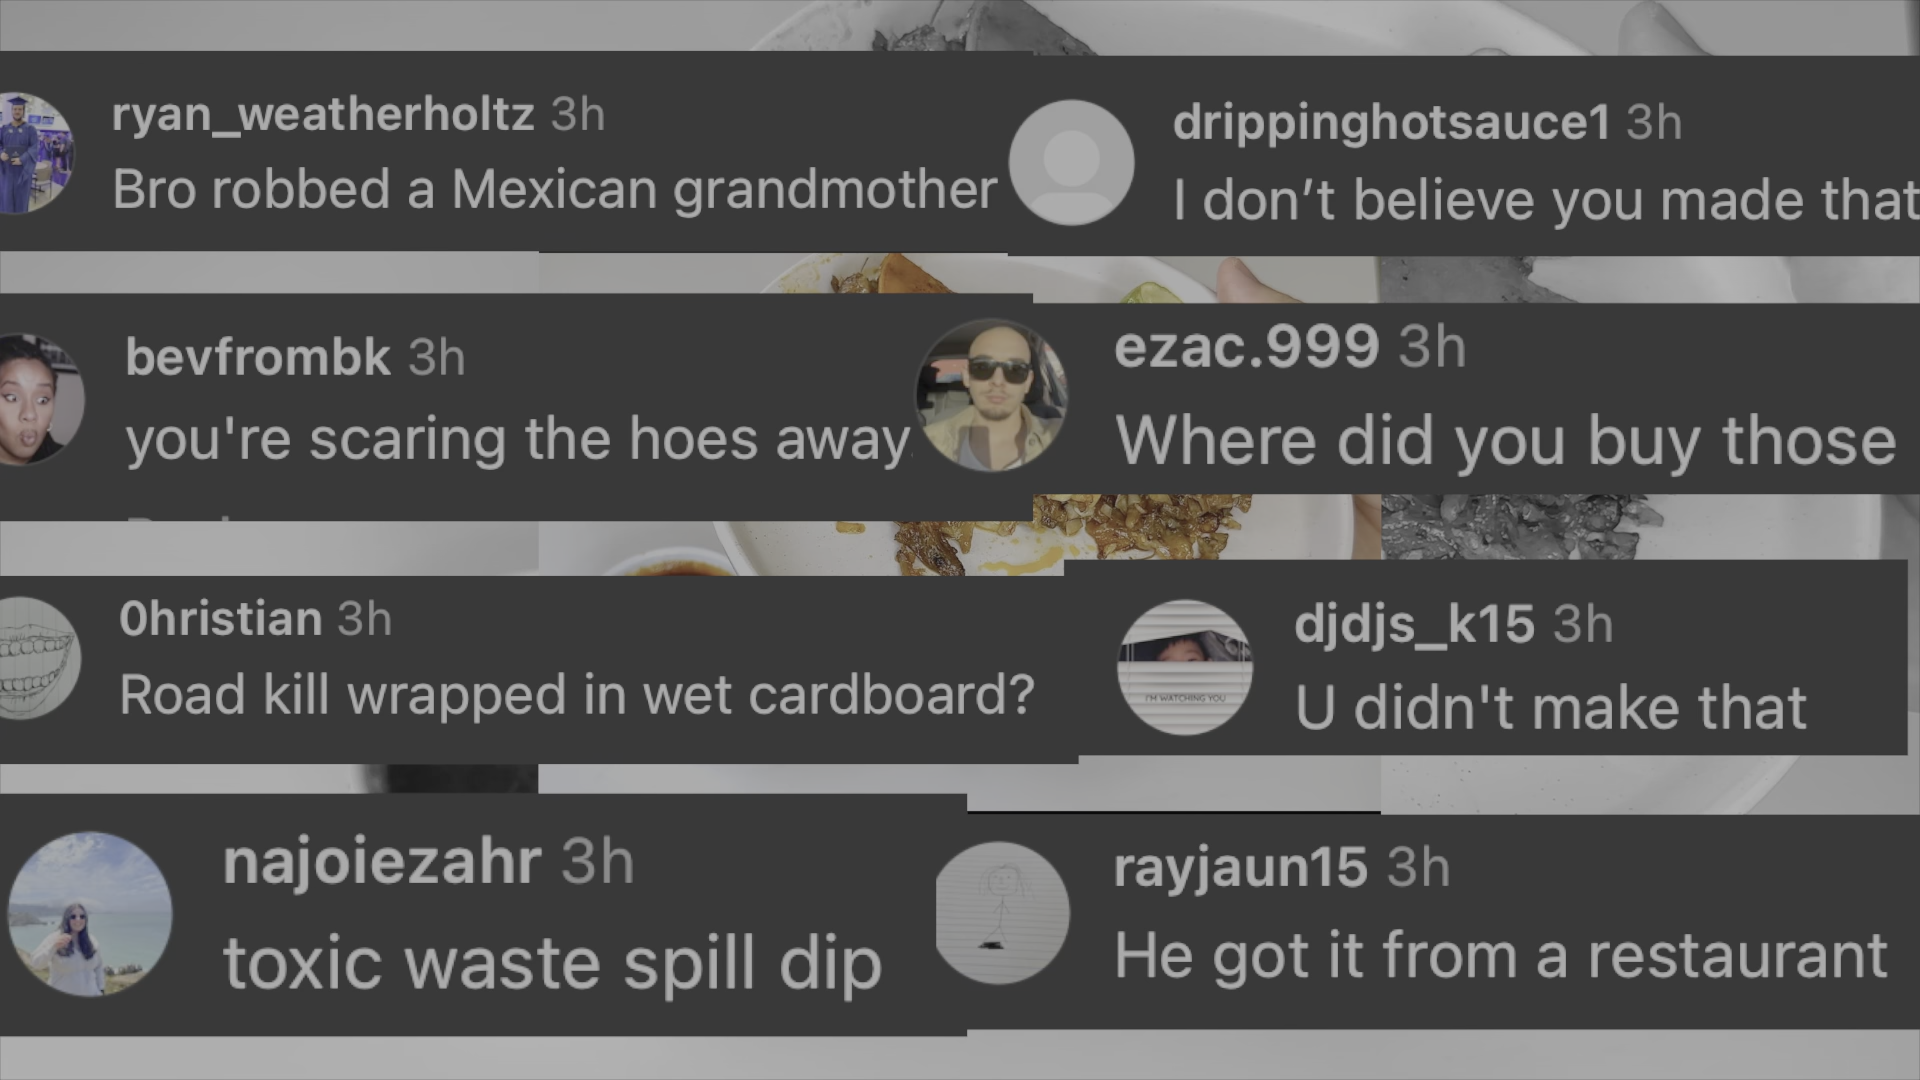 ryan_weatherholtz 3h
Bro robbed a Mexican grandmother
drippinghotsauce1 3h
I don’t believe you made that
bevfrombk 3h
you're scaring the hoes away
ezac.999 3h
Where did you buy those
0hristian 3h
Road kill wrapped in wet cardboard?
djdjs_k15 3h
U didn't make that
I'M WATCHING YOU
najoiezahr 3h
toxic waste spill dip
rayjaun15 3h
He got it from a restaurant